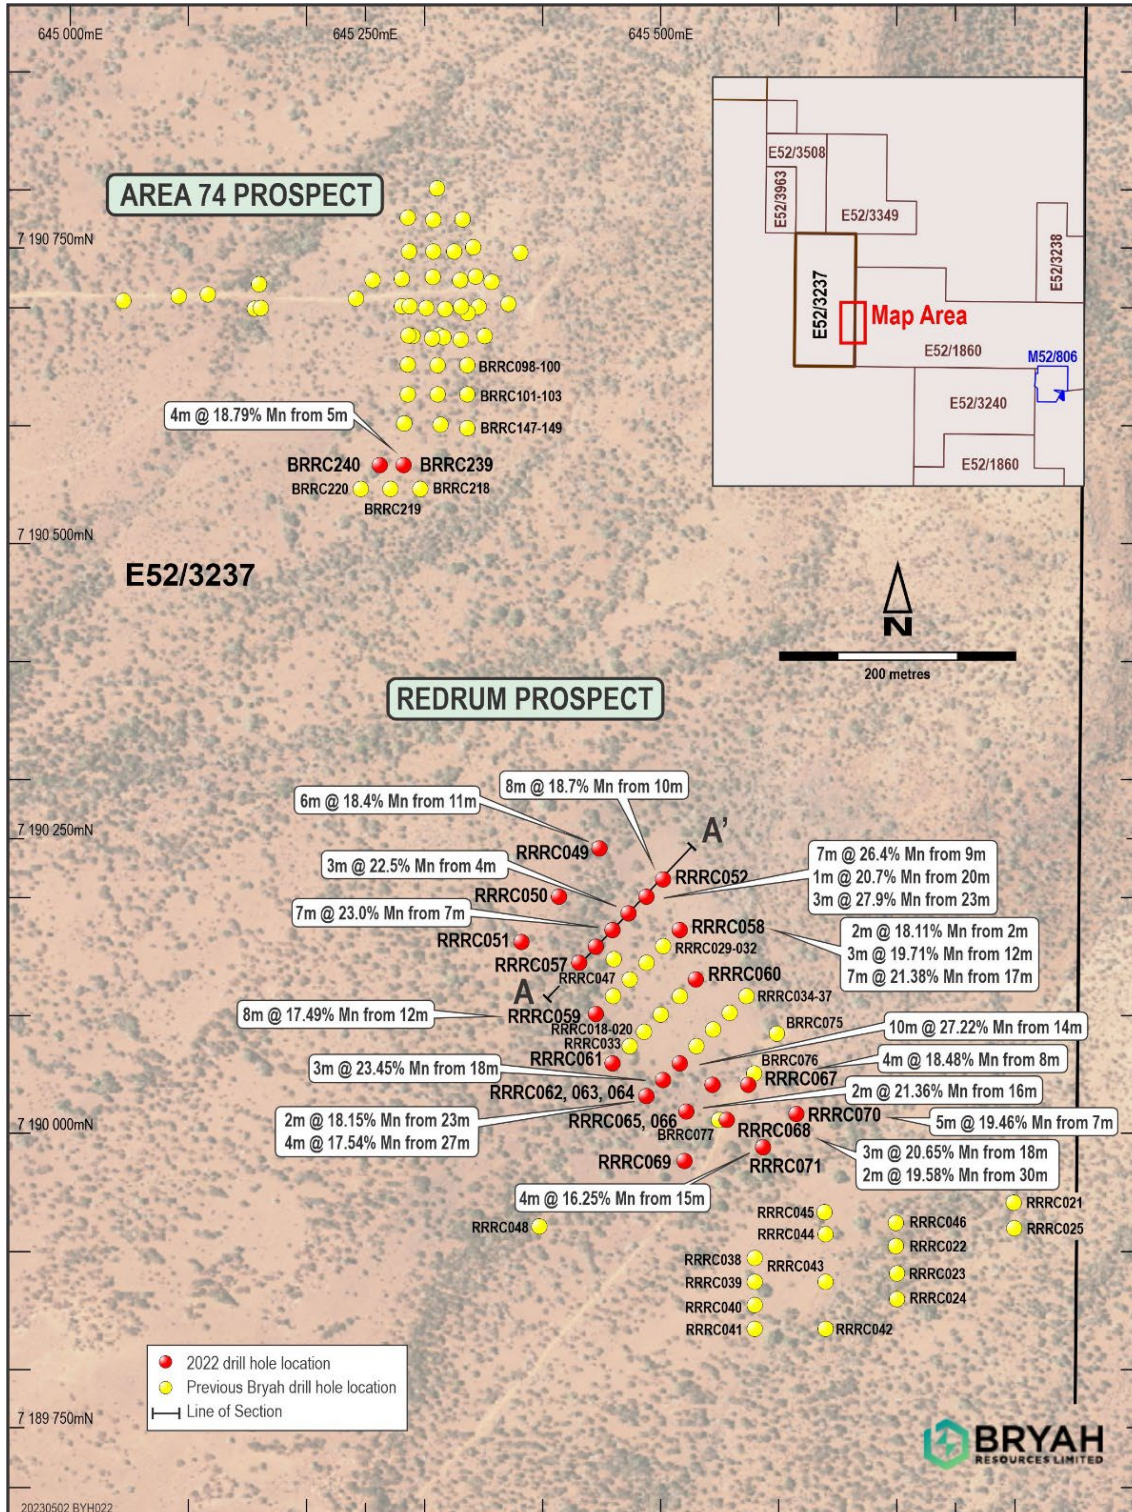 645 000mE
645 250mE
645 500mE
AREA 74 PROSPECT
7 190 750mN
E52/3508
E52/3963
E52/3349
E52/3238
E52/3237
Map Area
E52/1860
M52/806
E52/3240
E52/1860
BRRC098-100
BRRC101-103
4m @ 18.79% Mn from 5m
BRRC147-149
BRRC240
BRRC239
BRRC220
BRRC218
BRRC219
7 190 500mN
E52/3237
N
200 metres
REDRUM PROSPECT
8m @ 18.7% Mn from 10m
6m @ 18.4% Mn from 11m
7 190 250mN
A'
RRRC049
3m @ 22.5% Mn from 4m
7m @ 26.4% Mn from 9m
1m @ 20.7% Mn from 20m
3m @ 27.9% Mn from 23m
RRRC052
RRRC050
7m @ 23.0% Mn from 7m
RRRC058
2m @ 18.11% Mn from 2m
3m @ 19.71% Mn from 12m
7m @ 21.38% Mn from 17m
RRRC051
RRRC029-032
RRRC057
RRRC047
RRRC060
A
RRRC034-37
8m @ 17.49% Mn from 12m
RRRC059
RRRC018-020
BRRC075
10m @ 27.22% Mn from 14m
RRRC033
RRRC061
BRRC076
4m @ 18.48% Mn from 8m
3m @ 23.45% Mn from 18m
RRRC067
RRRC062, 063, 064
2m @ 21.36% Mn from 16m
2m @ 18.15% Mn from 23m
4m @ 17.54% Mn from 27m
RRRC065, 066
RRRC070
5m @ 19.46% Mn from 7m
7 190 000mN
BRRC077
RRRC068
3m @ 20.65% Mn from 18m
2m @ 19.58% Mn from 30m
RRRC069
RRRC071
4m @ 16.25% Mn from 15m
RRRC021
RRRC045
RRRC046
RRRC048
RRRC025
RRRC044
RRRC022
RRRC038
RRRC043
RRRC023
RRRC039
RRRC024
RRRC040
RRRC041
RRRC042
2022 drill hole location
Previous Bryah drill hole location
Line of Section
7 189 750mN
BRYAH
RESOURCES LIMITED
20230502 BYH022